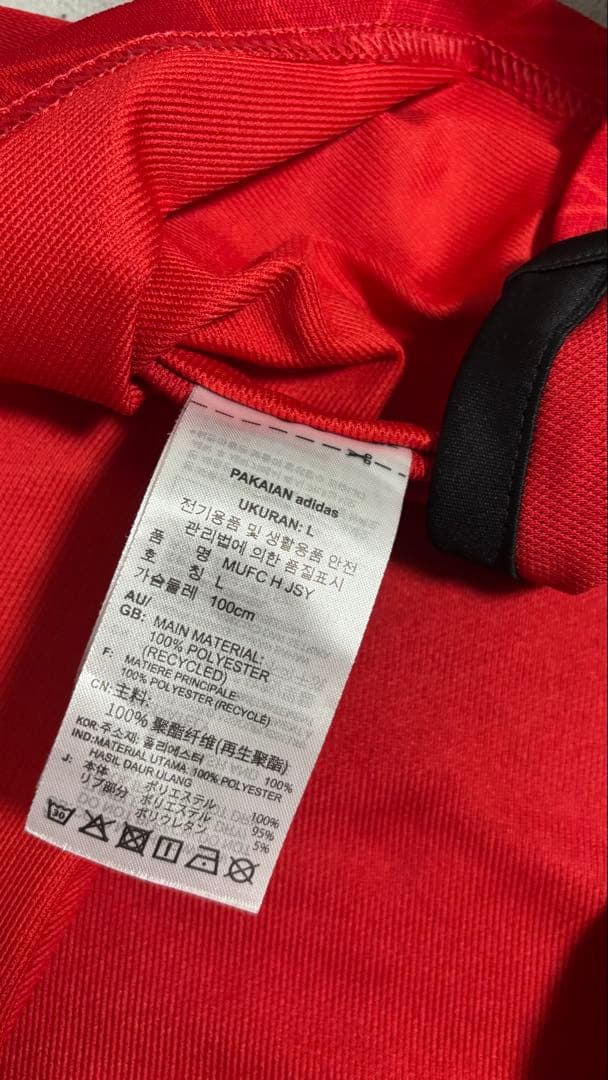 PAKAIAN adidas
UKURAN: L
전기용품 및 생활용품 안전
관리법에 의한 품질표시
품 명 MUFC H JSY
호 칭 L
가슴둘레 100cm
AU/
GB: MAIN MATERIAL:
100% POLYESTER
(RECYCLED)
F: MATIERE PRINCIPALE:
100% POLYESTER (RECYCLÉ)
CN: 主料:
100% 聚酯纤维(再生聚酯)
KOR: 주소재: 폴리에스터 100%
IND: MATERIAL UTAMA: 100% POLYESTER
HASIL DAUR ULANG
J: 本体 ポリエステル 100%
リブ部分 ポリエステル 95%
ポリウレタン 5%
30